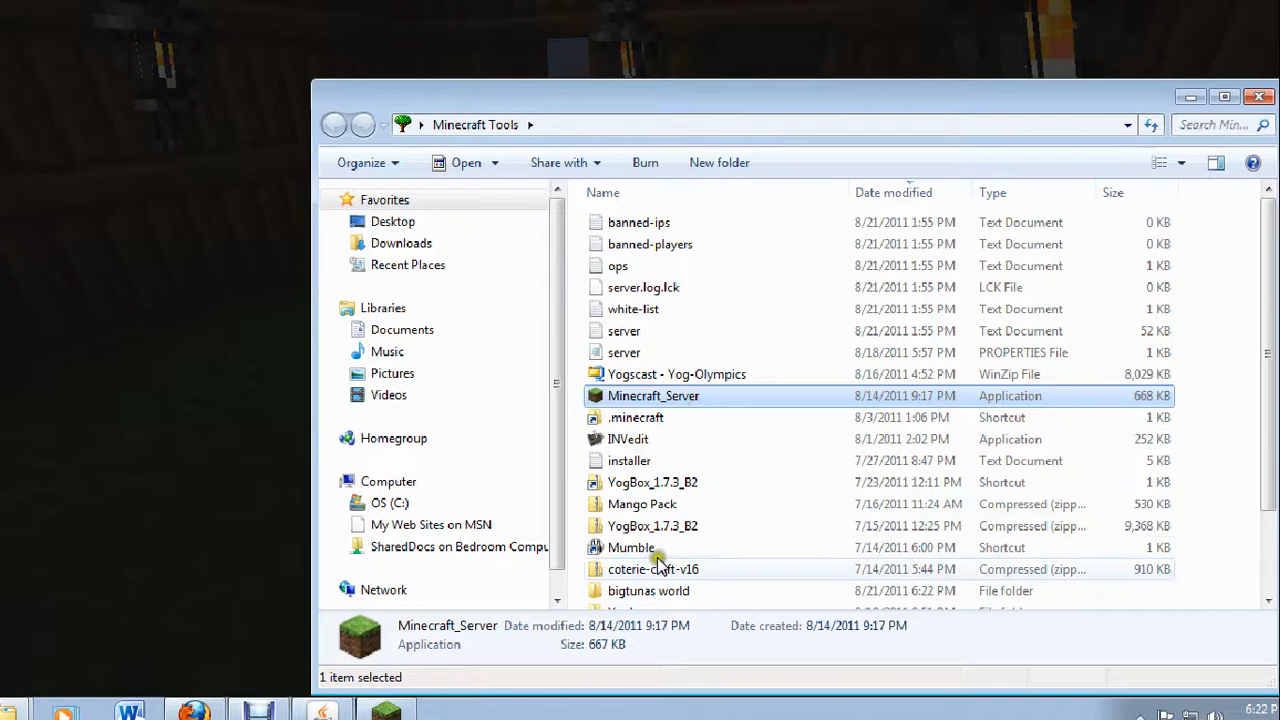 Minecraft Tools
Search Min...
Organize Open Share with Burn New folder
Name Date modified Type Size
Favorites
Desktop
Downloads
Recent Places
Libraries
Documents
Music
Pictures
Videos
Homegroup
Computer
OS (C:)
My Web Sites on MSN
SharedDocs on Bedroom Compu
Network
banned-ips 8/21/2011 1:55 PM Text Document 0 KB
banned-players 8/21/2011 1:55 PM Text Document 0 KB
ops 8/21/2011 1:55 PM Text Document 1 KB
server.log.lck 8/21/2011 1:55 PM LCK File 0 KB
white-list 8/21/2011 1:55 PM Text Document 1 KB
server 8/21/2011 1:55 PM Text Document 52 KB
server 8/18/2011 5:57 PM PROPERTIES File 1 KB
Yogscast - Yog-Olympics 8/16/2011 4:52 PM WinZip File 8,029 KB
Minecraft_Server 8/14/2011 9:17 PM Application 668 KB
.minecraft 8/3/2011 1:06 PM Shortcut 1 KB
INVedit 8/1/2011 2:02 PM Application 252 KB
installer 7/27/2011 8:47 PM Text Document 5 KB
YogBox_1.7.3_B2 7/23/2011 12:11 PM Shortcut 1 KB
Mango Pack 7/16/2011 11:24 AM Compressed (zipp... 530 KB
YogBox_1.7.3_B2 7/15/2011 12:25 PM Compressed (zipp... 9,368 KB
Mumble 7/14/2011 6:00 PM Shortcut 1 KB
coterie-craft-v16 7/14/2011 5:44 PM Compressed (zipp... 910 KB
bigtunas world 8/21/2011 6:22 PM File folder
Minecraft_Server Date modified: 8/14/2011 9:17 PM Date created: 8/14/2011 9:17 PM
Application Size: 667 KB
1 item selected
6:22 P